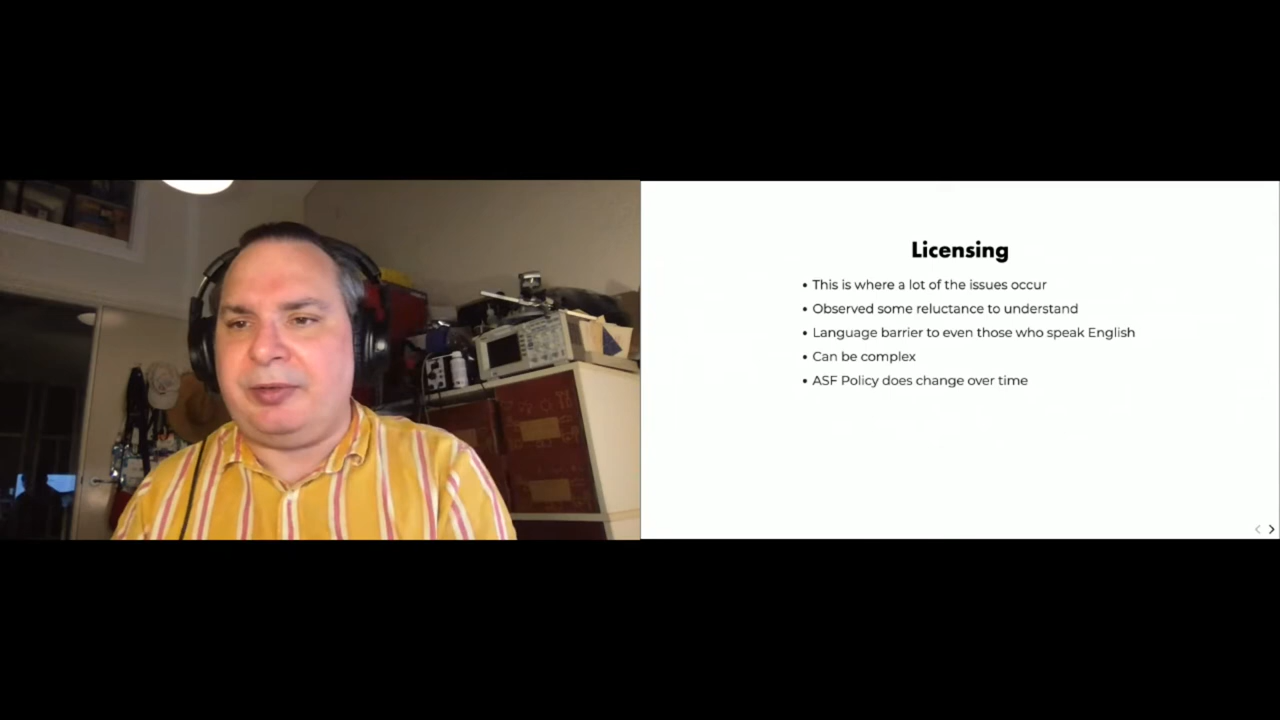 Licensing
This is where a lot of the issues occur
Observed some reluctance to understand
Language barrier to even those who speak English
Can be complex
ASF Policy does change over time